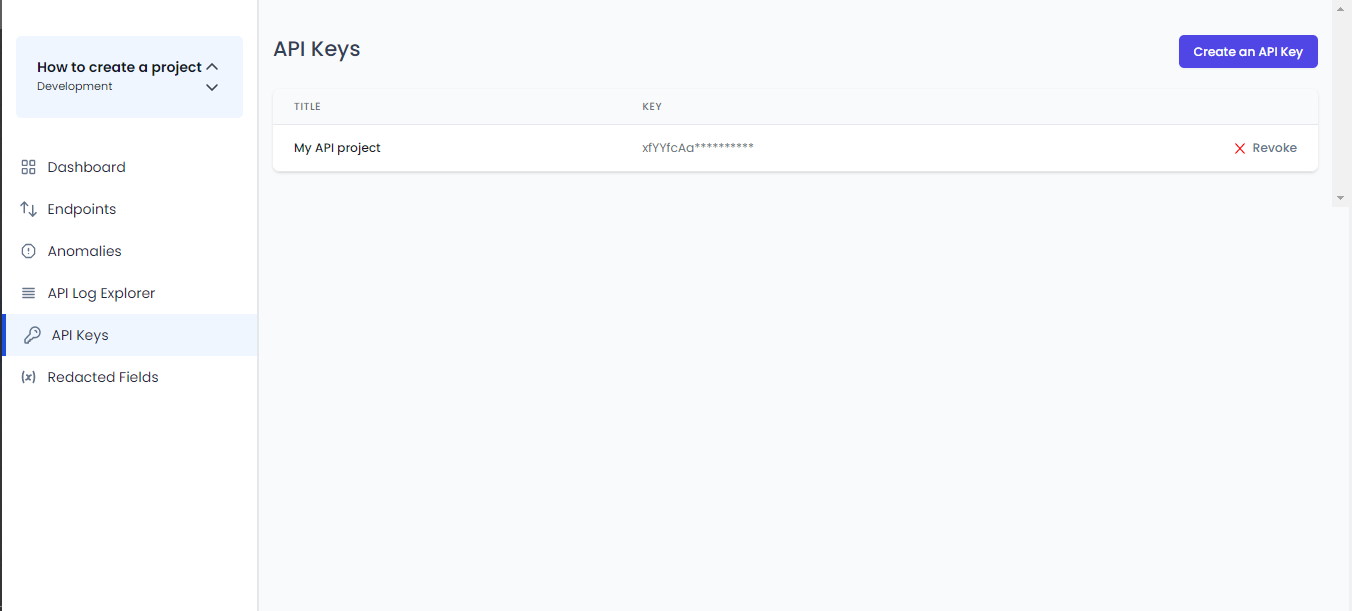 How to create a project
Development
Dashboard
Endpoints
Anomalies
API Log Explorer
API Keys
Redacted Fields
API Keys
Create an API Key
TITLE KEY
My API project xfYYfcAa********** Revoke